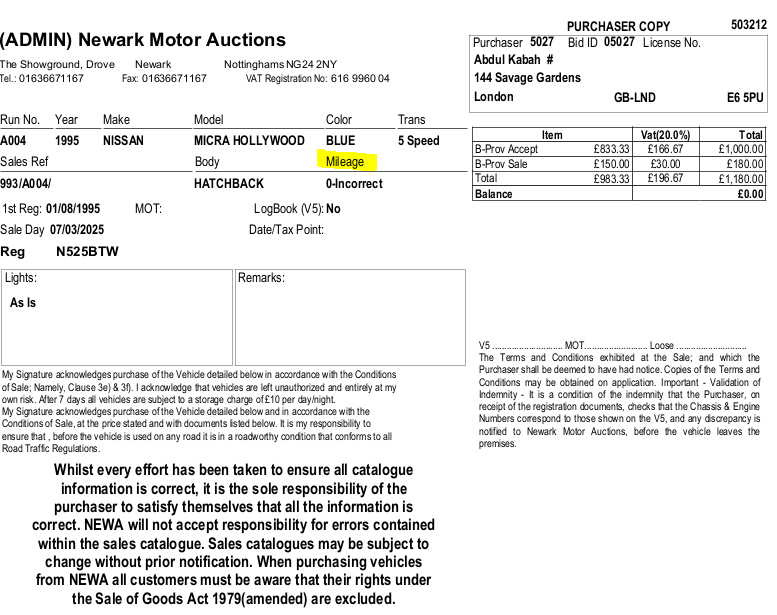 PURCHASER COPY 503212
(ADMIN) Newark Motor Auctions
Purchaser 5027 Bid ID 05027 License No.
Abdul Kabah #
144 Savage Gardens
London GB-LND E6 5PU
The Showground, Drove Newark Nottinghams NG24 2NY
Tel.: 01636671167 Fax: 01636671167 VAT Registration No: 616 9960 04
Run No. Year Make Model Color Trans
A004 1995 NISSAN MICRA HOLLYWOOD BLUE 5 Speed
Sales Ref Body Mileage
993/A004/ HATCHBACK 0-Incorrect
Item Vat(20.0%) Total
B-Prov Accept £833.33 £166.67 £1,000.00
B-Prov Sale £150.00 £30.00 £180.00
Total £983.33 £196.67 £1,180.00
Balance £0.00
1st Reg: 01/08/1995 MOT: LogBook (V5): No
Sale Day 07/03/2025 Date/Tax Point:
Reg N525BTW
Lights: Remarks:
As Is
My Signature acknowledges purchase of the Vehicle detailed below in accordance with the Conditions
of Sale; Namely, Clause 3e) & 3f). I acknowledge that vehicles are left unauthorized and entirely at my
own risk. After 7 days all vehicles are subject to a storage charge of £10 per day/night.
My Signature acknowledges purchase of the Vehicle detailed below and in accordance with the
Conditions of Sale, at the price stated and with documents listed below. It is my responsibility to
ensure that , before the vehicle is used on any road it is in a roadworthy condition that conforms to all
Road Traffic Regulations.
V5 ............................ MOT......................... Loose ............................
The Terms and Conditions exhibited at the Sale; and which the
Purchaser shall be deemed to have had notice. Copies of the Terms and
Conditions may be obtained on application. Important - Validation of
Indemnity - It is a condition of the indemnity that the Purchaser, on
receipt of the registration documents, checks that the Chassis & Engine
Numbers correspond to those shown on the V5, and any discrepancy is
notified to Newark Motor Auctions, before the vehicle leaves the
premises.
Whilst every effort has been taken to ensure all catalogue
information is correct, it is the sole responsibility of the
purchaser to satisfy themselves that all the information is
correct. NEWA will not accept responsibility for errors contained
within the sales catalogue. Sales catalogues may be subject to
change without prior notification. When purchasing vehicles
from NEWA all customers must be aware that their rights under
the Sale of Goods Act 1979(amended) are excluded.